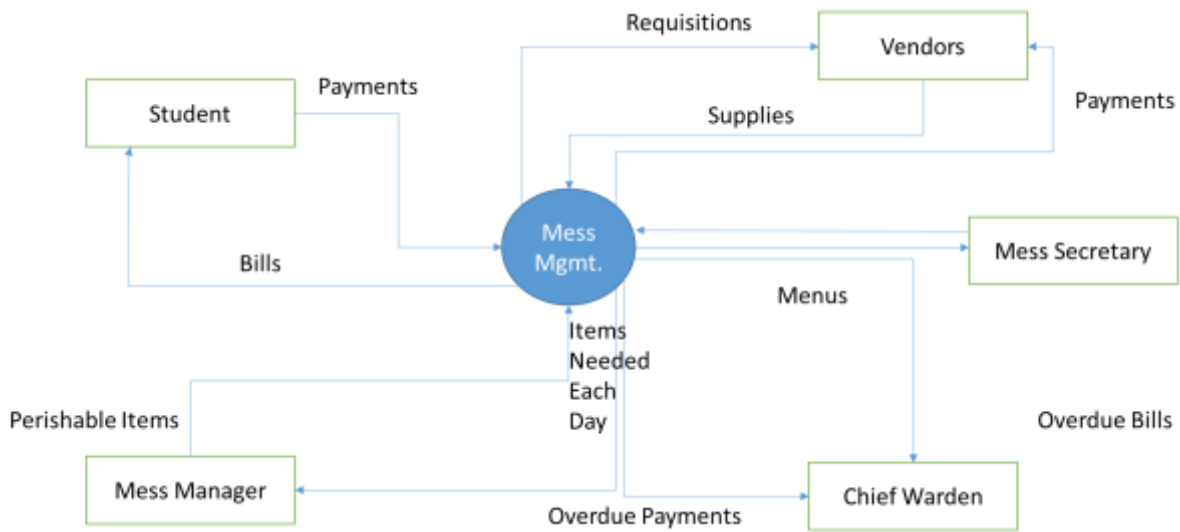 Requisitions
Vendors
Payments
Student
Payments
Supplies
Mess
Mgmt.
Mess Secretary
Bills
Menus
Items
Needed
Each
Day
Perishable Items
Overdue Bills
Mess Manager
Chief Warden
Overdue Payments